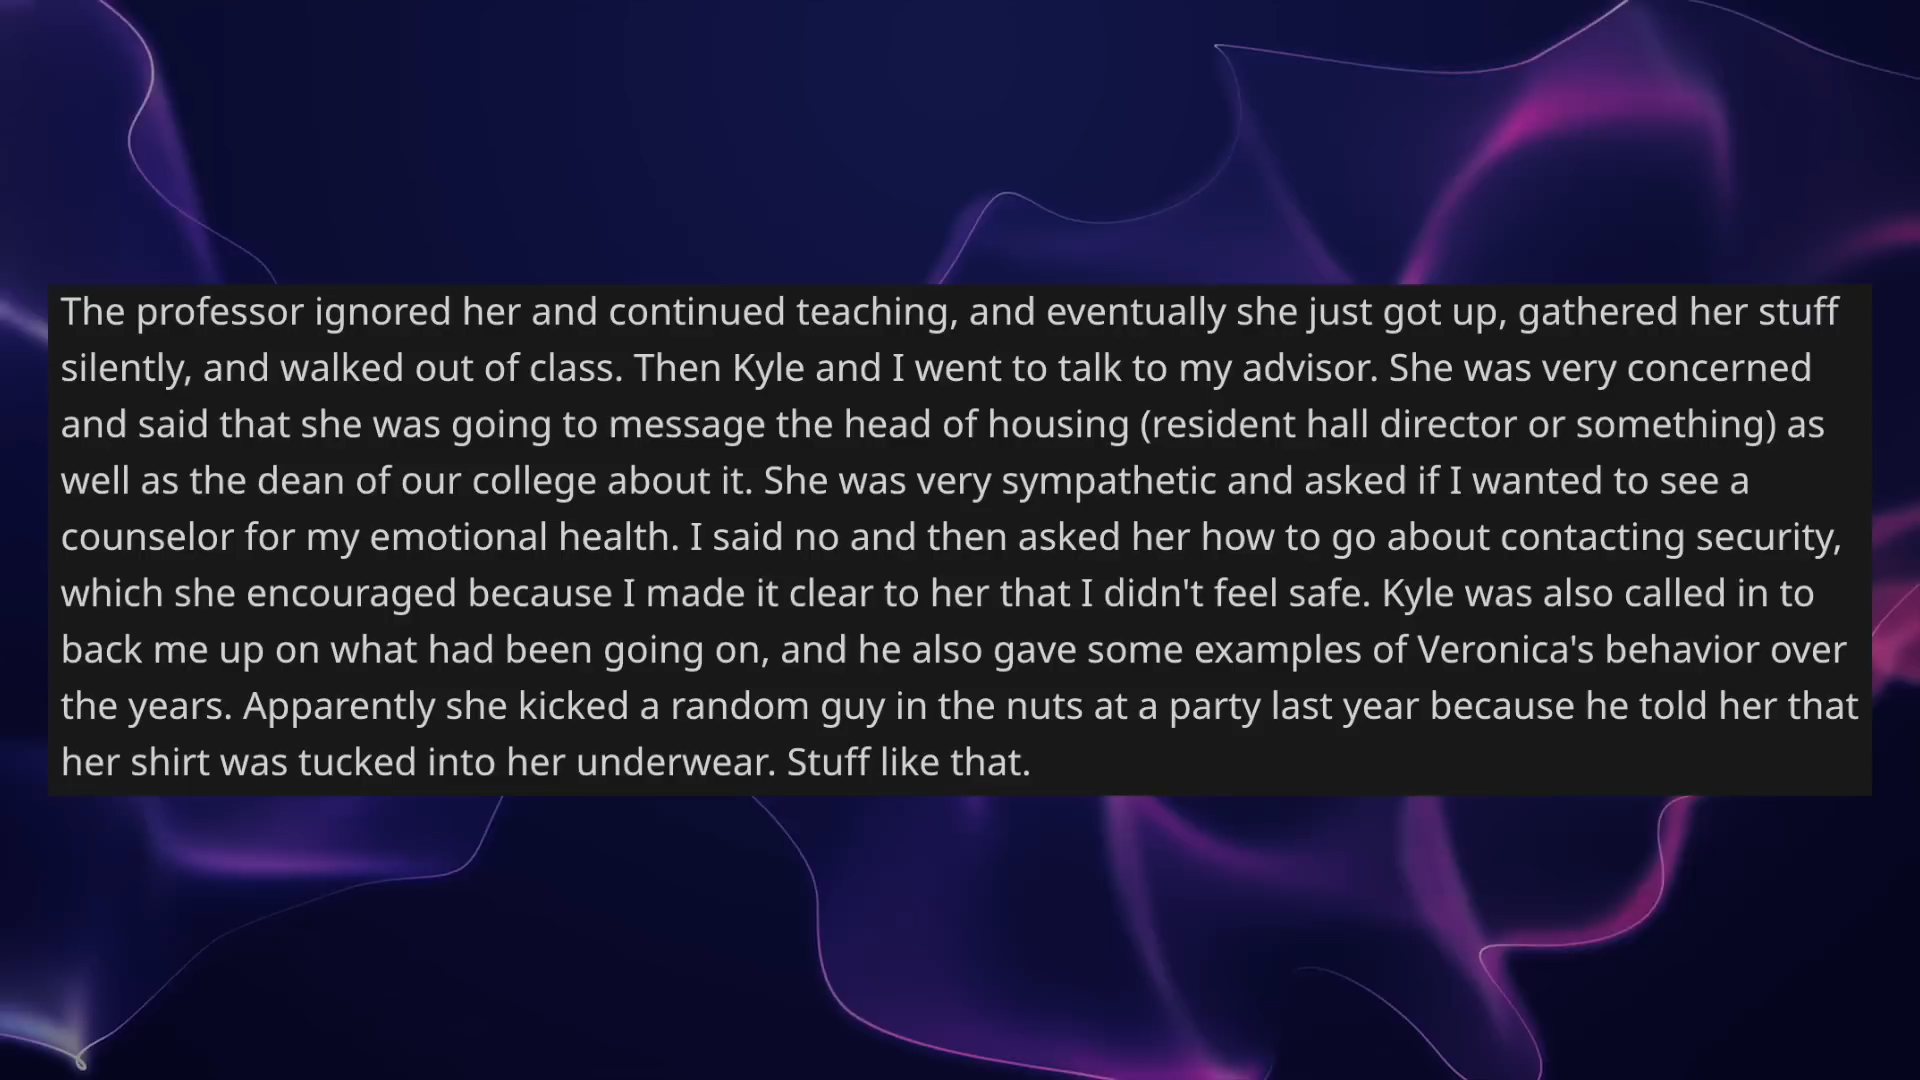 The professor ignored her and continued teaching, and eventually she just got up, gathered her stuff
silently, and walked out of class. Then Kyle and I went to talk to my advisor. She was very concerned
and said that she was going to message the head of housing (resident hall director or something) as
well as the dean of our college about it. She was very sympathetic and asked if I wanted to see a
counselor for my emotional health. I said no and then asked her how to go about contacting security,
which she encouraged because I made it clear to her that I didn't feel safe. Kyle was also called in to
back me up on what had been going on, and he also gave some examples of Veronica's behavior over
the years. Apparently she kicked a random guy in the nuts at a party last year because he told her that
her shirt was tucked into her underwear. Stuff like that.